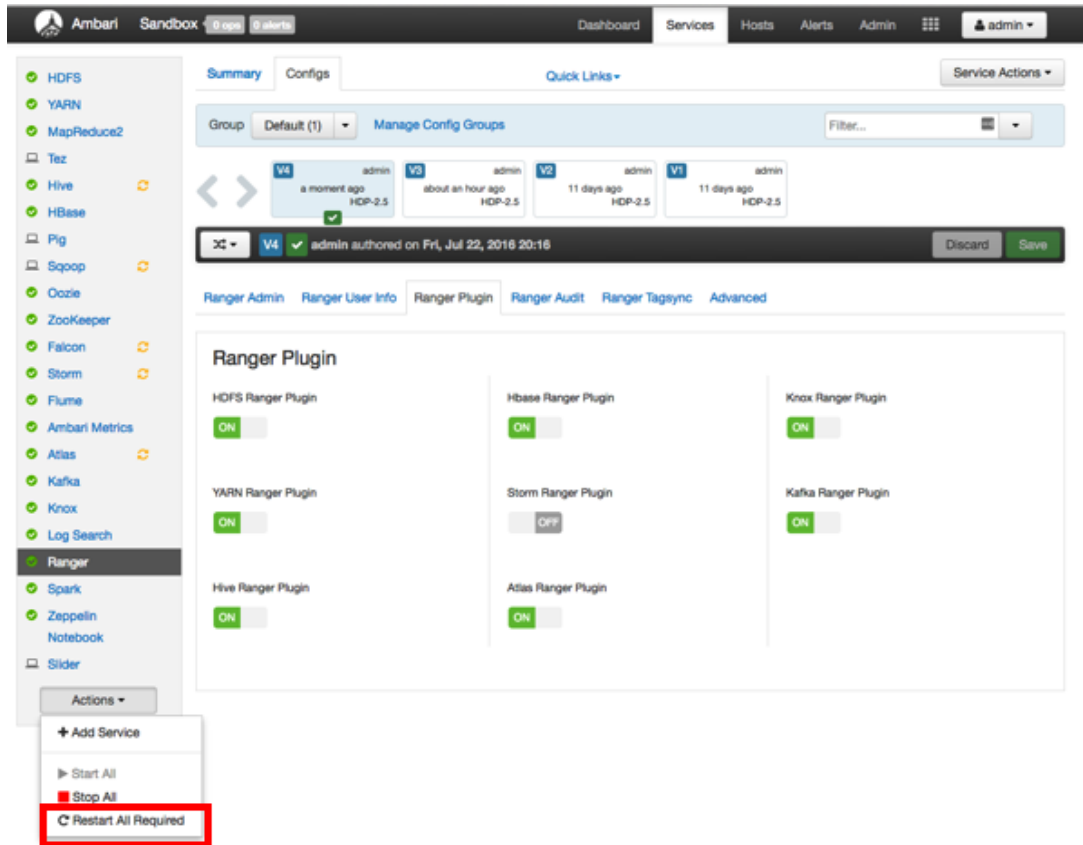 Ambari Sandbox 0 ops 0 alerts Dashboard Services Hosts Alerts Admin admin
HDFS
YARN
MapReduce2
Tez
Hive
HBase
Pig
Sqoop
Oozie
ZooKeeper
Falcon
Storm
Flume
Ambari Metrics
Atlas
Kafka
Knox
Log Search
Ranger
Spark
Zeppelin
Notebook
Slider
Actions
Add Service
Start All
Stop All
Restart All Required
Summary Configs Quick Links Service Actions
Group Default (1) Manage Config Groups Filter...
V4 admin
a moment ago
HDP-2.5
V3 admin
about an hour ago
HDP-2.5
V2 admin
11 days ago
HDP-2.5
V1 admin
11 days ago
HDP-2.5
V4 admin authored on Fri, Jul 22, 2016 20:16 Discard Save
Ranger Admin Ranger User Info Ranger Plugin Ranger Audit Ranger Tagsync Advanced
Ranger Plugin
HDFS Ranger Plugin Hbase Ranger Plugin Knox Ranger Plugin
ON ON ON
YARN Ranger Plugin Storm Ranger Plugin Kafka Ranger Plugin
ON OFF ON
Hive Ranger Plugin Atlas Ranger Plugin
ON ON